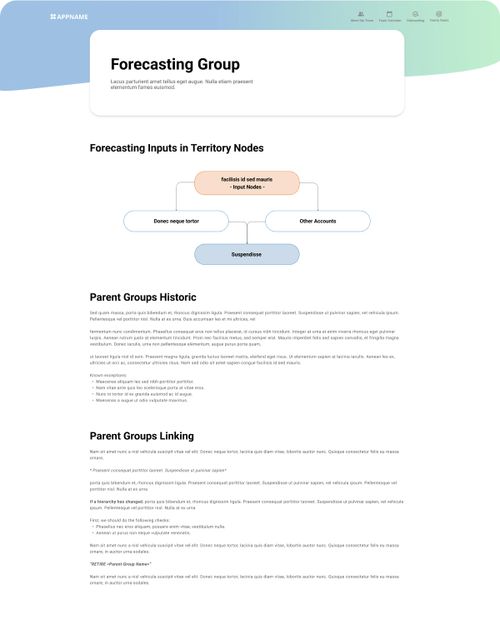 APPNAME
Forecasting Group
Lacus parturient amet tellus eget augue. Nulla etiam praesent
elementum fames euismod.
Forecasting Inputs in Territory Nodes
facilisis id sed mauris
- Input Nodes -
Donec neque tortor
Other Accounts
Suspendisse
Parent Groups Historic
Sed quam massa, porta quis bibendum et, rhoncus dignissim ligula. Praesent consequat porttitor laoreet. Suspendisse ut pulvinar sapien, vel vehicula ipsum.
Pellentesque vel porttitor nisl. Nulla at ex urna. Duis accumsan leo et mi ultrices, vel
fermentum nunc condimentum. Phasellus consequat eros non tellus placerat, id cursus nibh tincidunt. Integer at urna et enim viverra rhoncus eget pulvinar
turpis. Aenean rutrum justo at elementum tincidunt. Proin nec facilisis metus, sed semper erat. Mauris imperdiet felis sed sapien convallis, et fringilla magna
vestibulum. Donec iaculis, urna non pellentesque elementum, augue purus porta quam,
ut laoreet ligula nisl id sem. Praesent magna ligula, gravida luctus laoreet mattis, eleifend eget risus. Ut elementum sapien at lacinia iaculis. Aenean leo ex,
ultricies ut orci ac, consectetur ultricies risus. Nam sed odio sit amet sapien congue facilisis id sed mauris.
Known exceptions:
• Maecenas aliquam leo sed nibh porttitor porttitor.
• Nam vitae ante quis leo scelerisque porta at vitae eros.
• Nunc in tortor id ex gravida euismod ac id augue.
• Maecenas a augue ut odio vulputate maximus.
Parent Groups Linking
Nam sit amet nunc a nisl vehicula suscipit vitae vel elit. Donec neque tortor, lacinia quis diam vitae, lobortis auctor nunc. Quisque consectetur felis eu massa
ornare.
* Praesent consequat porttitor laoreet. Suspendisse ut pulvinar sapien*
porta quis bibendum et, rhoncus dignissim ligula. Praesent consequat porttitor laoreet. Suspendisse ut pulvinar sapien, vel vehicula ipsum. Pellentesque vel
porttitor nisl. Nulla at ex urna
If a hierarchy has changed, porta quis bibendum et, rhoncus dignissim ligula. Praesent consequat porttitor laoreet. Suspendisse ut pulvinar sapien, vel vehicula
ipsum. Pellentesque vel porttitor nisl. Nulla at ex urna.
First, we should do the following checks:
• Phasellus nec eros aliquam, posuere enim vitae, vestibulum nulla.
• Aenean ut purus non neque vulputate venenatis.
Nam sit amet nunc a nisl vehicula suscipit vitae vel elit. Donec neque tortor, lacinia quis diam vitae, lobortis auctor nunc. Quisque consectetur felis eu massa
ornare. In auctor urna sodales.
"RETIRE <Parent Group Name>"
Nam sit amet nunc a nisl vehicula suscipit vitae vel elit. Donec neque tortor, lacinia quis diam vitae, lobortis auctor nunc. Quisque consectetur felis eu massa
ornare. In auctor urna sodales.